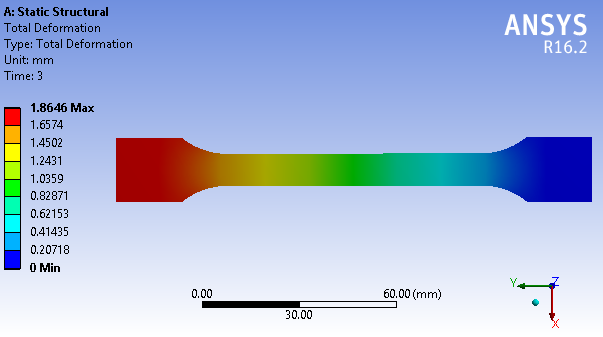 A: Static Structural
Total Deformation
Type: Total Deformation
Unit: mm
Time: 3
ANSYS
R16.2
1.8646 Max
1.6574
1.4502
1.2431
1.0359
0.82871
0.62153
0.41435
0.20718
0 Min
0.00
60.00 (mm)
30.00
Y
Z
X